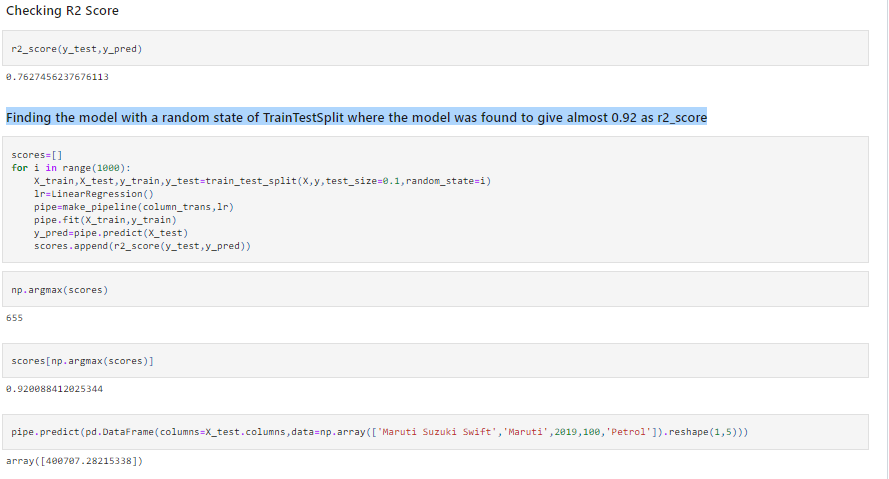 Checking R2 Score
r2_score(y_test,y_pred)
0.7627456237676113
Finding the model with a random state of TrainTestSplit where the model was found to give almost 0.92 as r2_score
scores=[]
for i in range(1000):
    X_train,X_test,y_train,y_test=train_test_split(X,y,test_size=0.1,random_state=i)
    lr=LinearRegression()
    pipe=make_pipeline(column_trans,lr)
    pipe.fit(X_train,y_train)
    y_pred=pipe.predict(X_test)
    scores.append(r2_score(y_test,y_pred))
np.argmax(scores)
655
scores[np.argmax(scores)]
0.920088412025344
pipe.predict(pd.DataFrame(columns=X_test.columns,data=np.array(['Maruti Suzuki Swift','Maruti',2019,100,'Petrol']).reshape(1,5)))
array([400707.28215338])